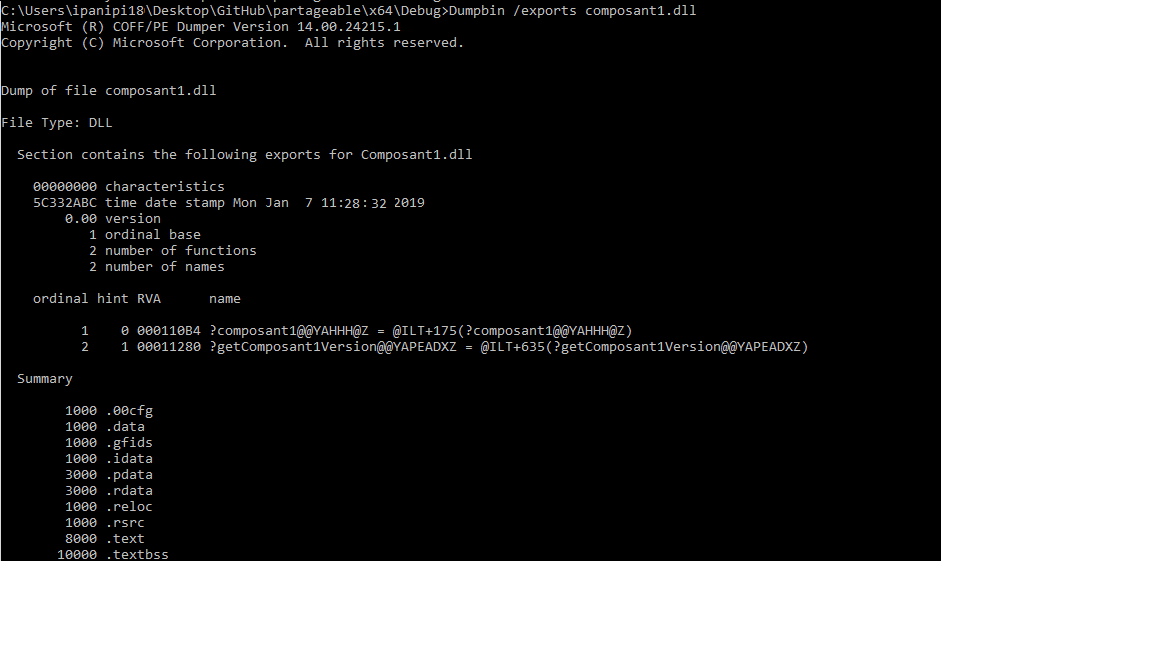 C:\Users\ipanipi18\Desktop\GitHub\partageable\x64\Debug>Dumpbin /exports composant1.dll
Microsoft (R) COFF/PE Dumper Version 14.00.24215.1
Copyright (C) Microsoft Corporation.  All rights reserved.
Dump of file composant1.dll
File Type: DLL
Section contains the following exports for Composant1.dll
00000000 characteristics
5C332ABC time date stamp Mon Jan  7 11:28:32 2019
0.00 version
1 ordinal base
2 number of functions
2 number of names
ordinal hint RVA      name
1    0 000110B4 ?composant1@@YAHHH@Z = @ILT+175(?composant1@@YAHHH@Z)
2    1 00011280 ?getComposant1Version@@YAPEADXZ = @ILT+635(?getComposant1Version@@YAPEADXZ)
Summary
1000 .00cfg
1000 .data
1000 .gfids
1000 .idata
3000 .pdata
3000 .rdata
1000 .reloc
1000 .rsrc
8000 .text
10000 .textbss